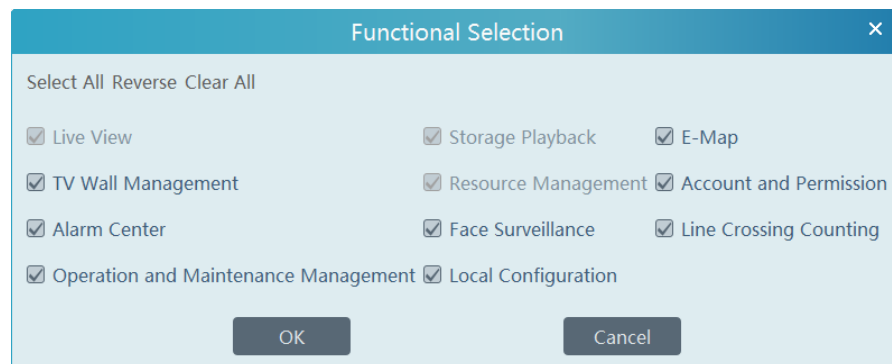 Functional Selection
Select All Reverse Clear All
Live View Storage Playback E-Map
TV Wall Management Resource Management Account and Permission
Alarm Center Face Surveillance Line Crossing Counting
Operation and Maintenance Management Local Configuration
OK Cancel